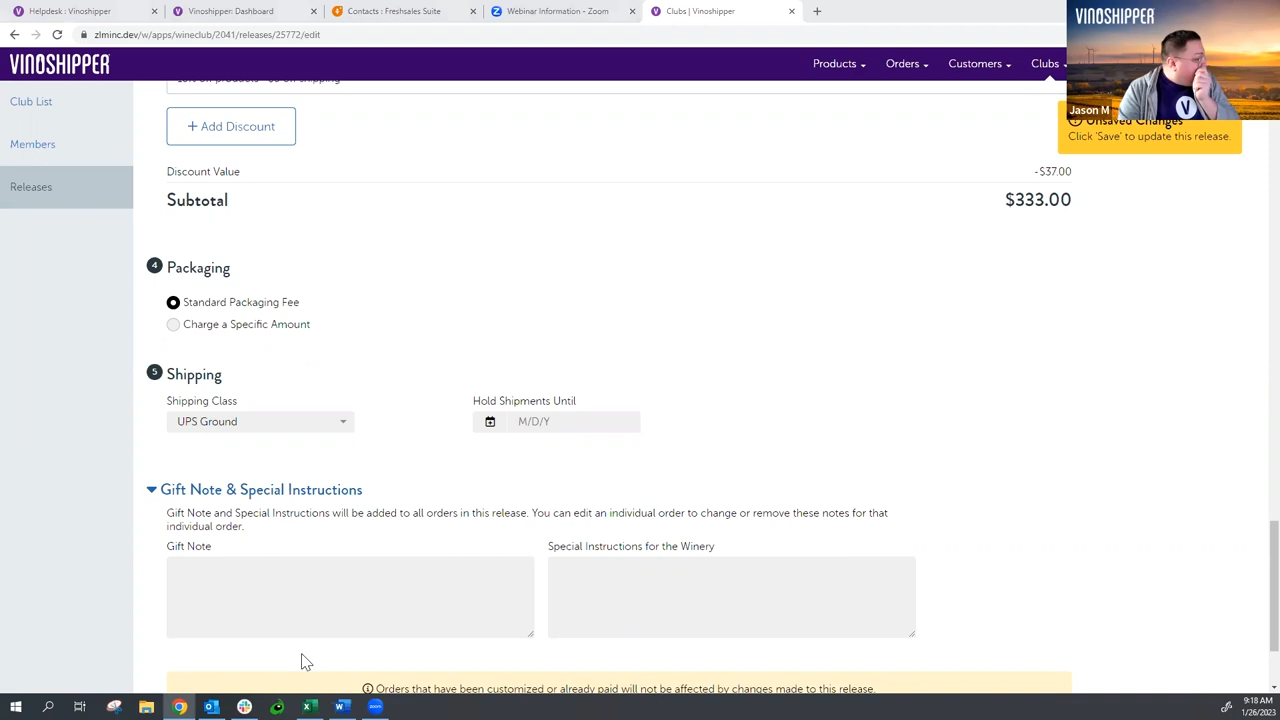 Helpdesk : Vinoshipper
Vinoshipper: Dashboard
Contacts : Freshsales Suite
Webinar Information - Zoom
Clubs | Vinoshipper
zlminc.dev/w/apps/wineclub/2041/releases/25772/edit
VINOSHIPPER
Products
Orders
Customers
Clubs
VINOSHIPPER
V
Jason M
Club List
Members
Releases
+ Add Discount
Unsaved Changes
Click 'Save' to update this release.
Discount Value -$37.00
Subtotal $333.00
4 Packaging
Standard Packaging Fee
Charge a Specific Amount
5 Shipping
Shipping Class Hold Shipments Until
UPS Ground M/D/Y
Gift Note & Special Instructions
Gift Note and Special Instructions will be added to all orders in this release. You can edit an individual order to change or remove these notes for that
individual order.
Gift Note Special Instructions for the Winery
Orders that have been customized or already paid will not be affected by changes made to this release.
9:18 AM
1/26/2023